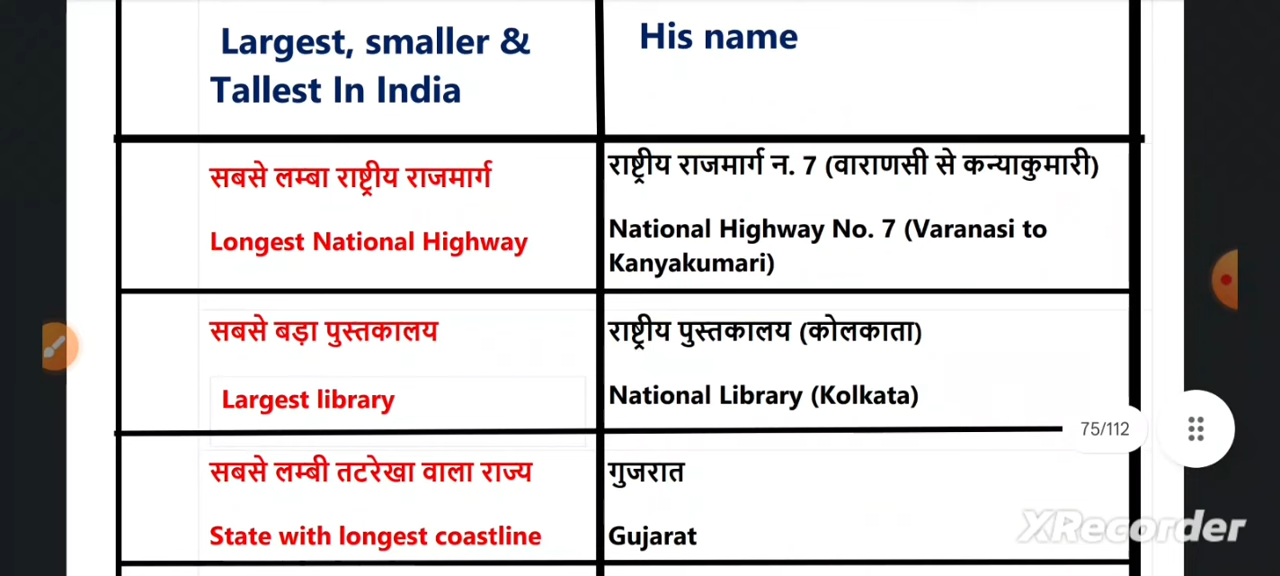 Largest, smaller &
Tallest In India
His name
सबसे लम्बा राष्ट्रीय राजमार्ग
Longest National Highway
राष्ट्रीय राजमार्ग न. 7 (वाराणसी से कन्याकुमारी)
National Highway No. 7 (Varanasi to
Kanyakumari)
सबसे बड़ा पुस्तकालय
Largest library
राष्ट्रीय पुस्तकालय (कोलकाता)
National Library (Kolkata)
75/112
सबसे लम्बी तटरेखा वाला राज्य
State with longest coastline
गुजरात
Gujarat
XRecorder